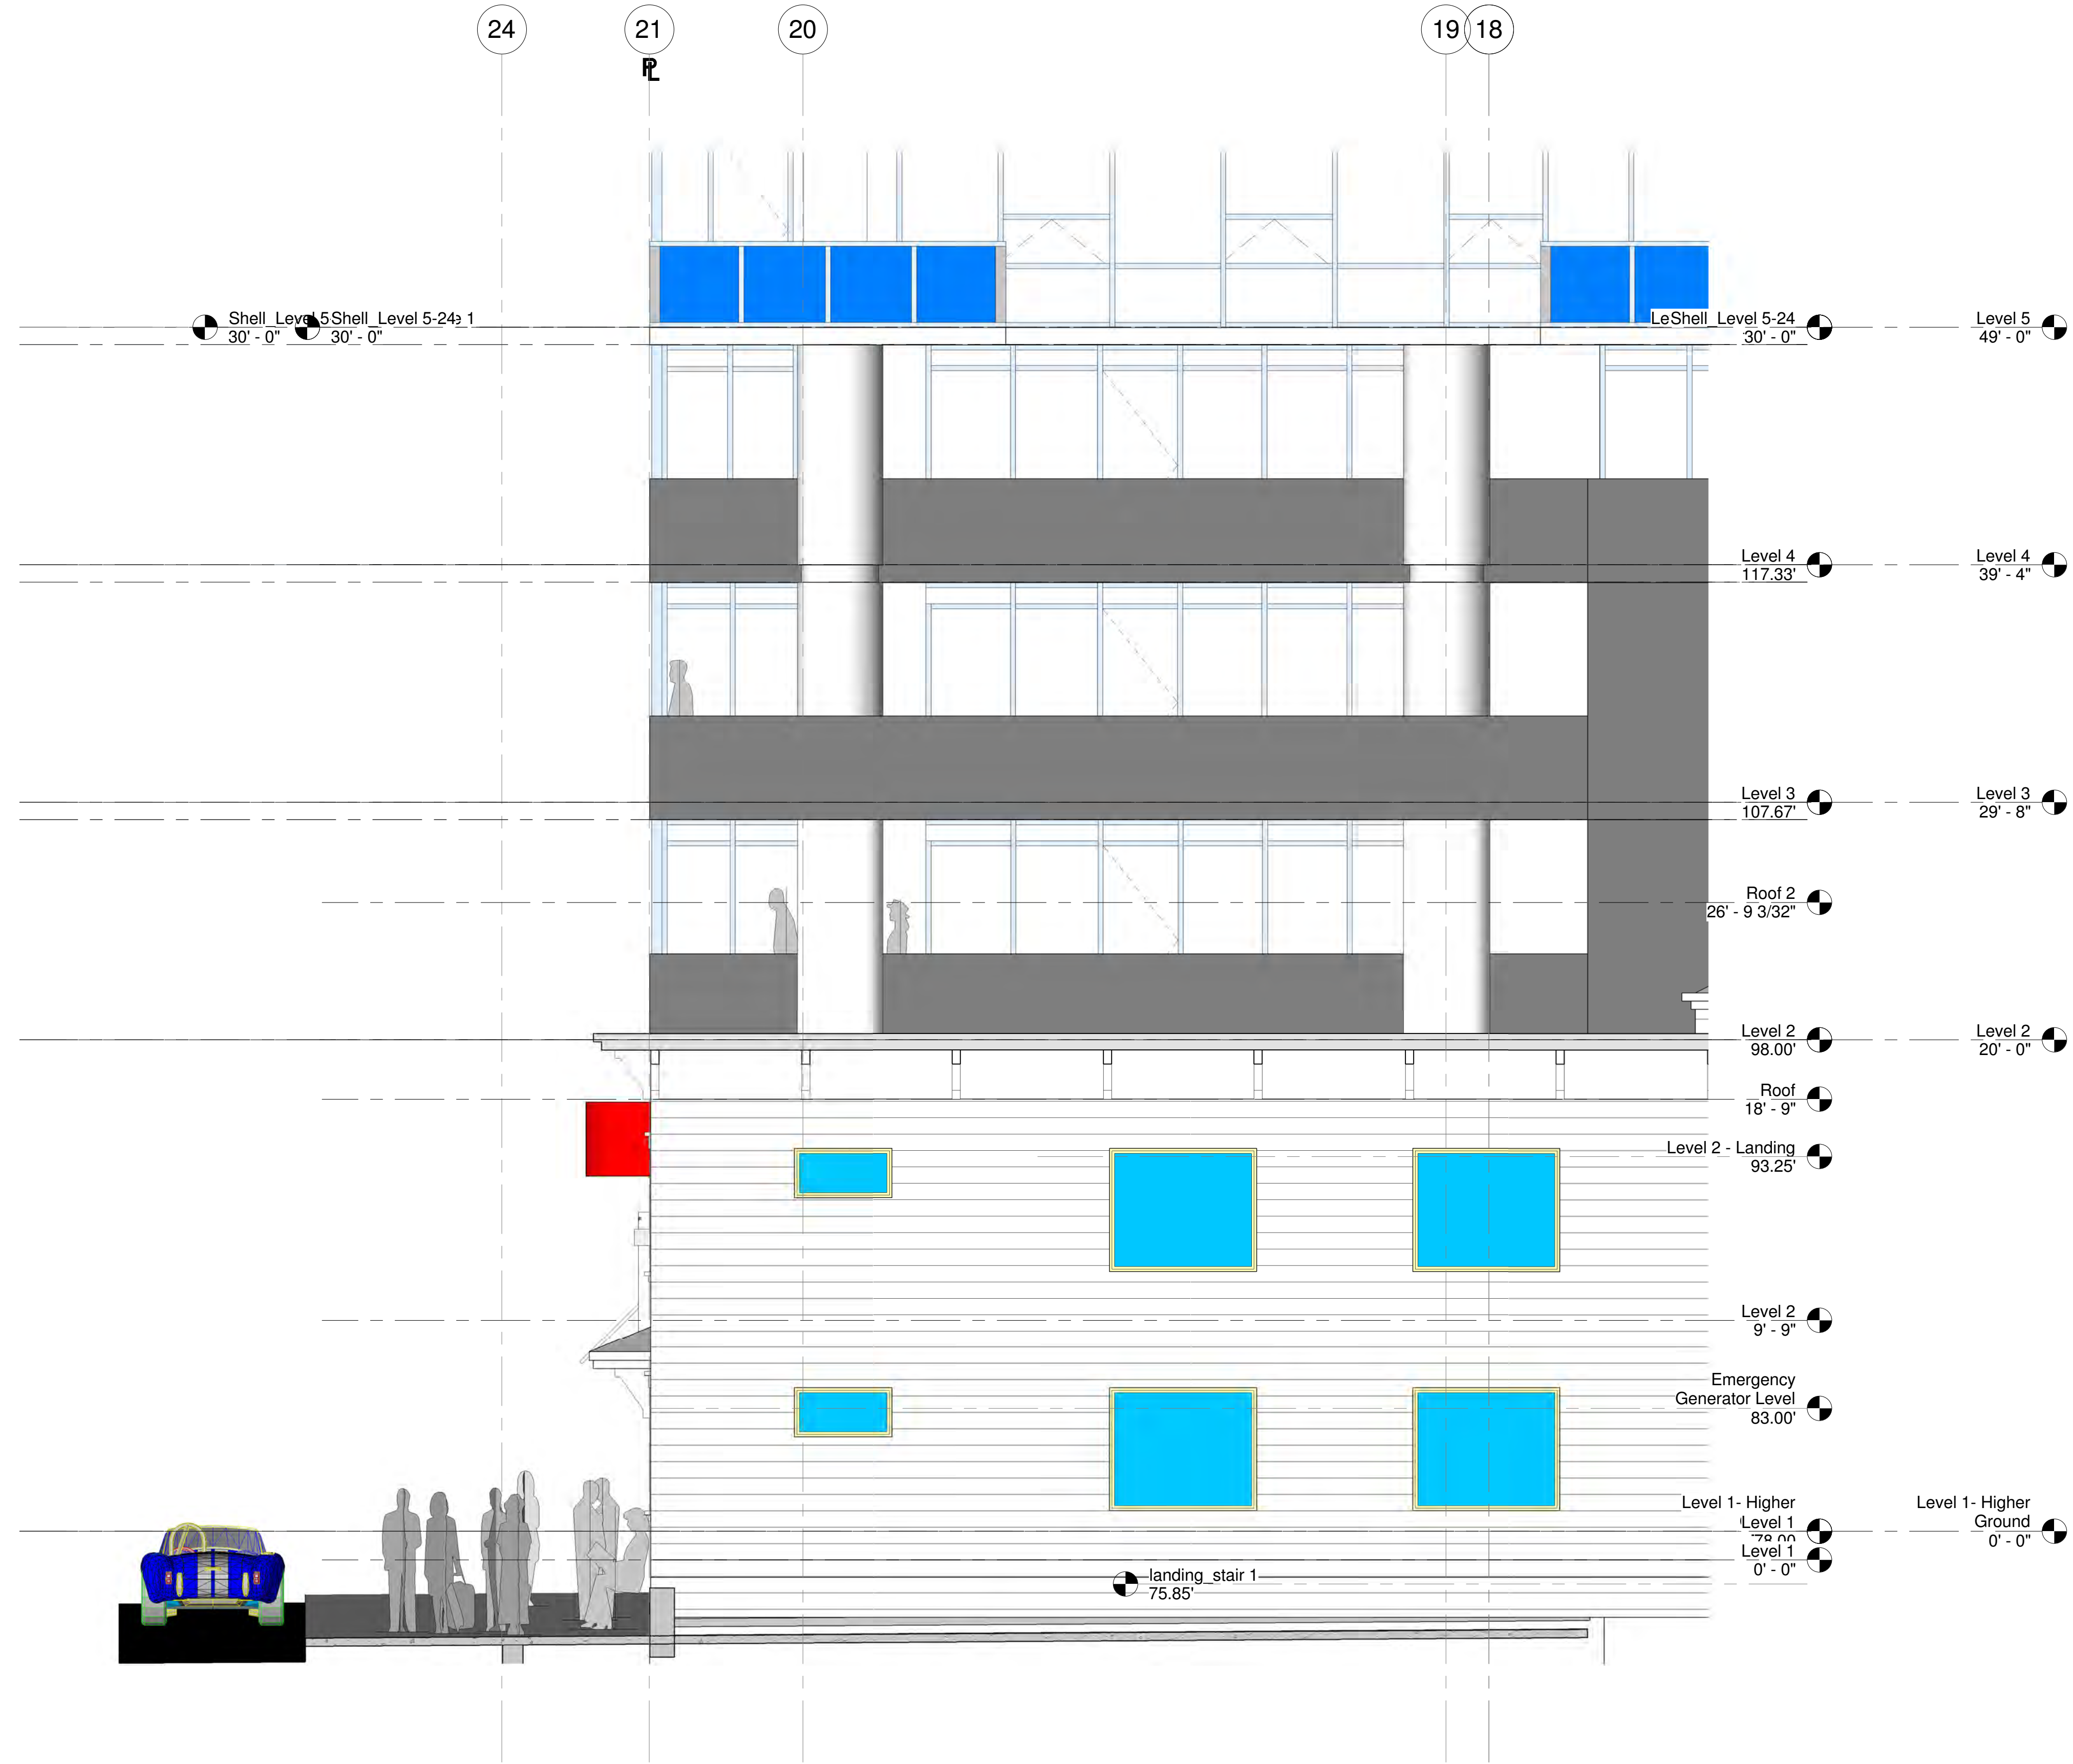 24
21
20
19
18
PL
Shell_Level 5
30' - 0"
Shell_Level 5-24
30' - 0"
Shell_Level 5-24
30' - 0"
Level 5
49' - 0"
Level 4
117.33'
Level 4
39' - 4"
Level 3
107.67'
Level 3
29' - 8"
Roof 2
26' - 9 3/32"
Level 2
98.00'
Level 2
20' - 0"
Roof
18' - 9"
Level 2 - Landing
93.25'
Level 2
9' - 9"
Emergency
Generator Level
83.00'
Level 1- Higher
Level 1
78.00
Level 1- Higher
Ground
0' - 0"
Level 1
0' - 0"
landing_stair 1
75.85'